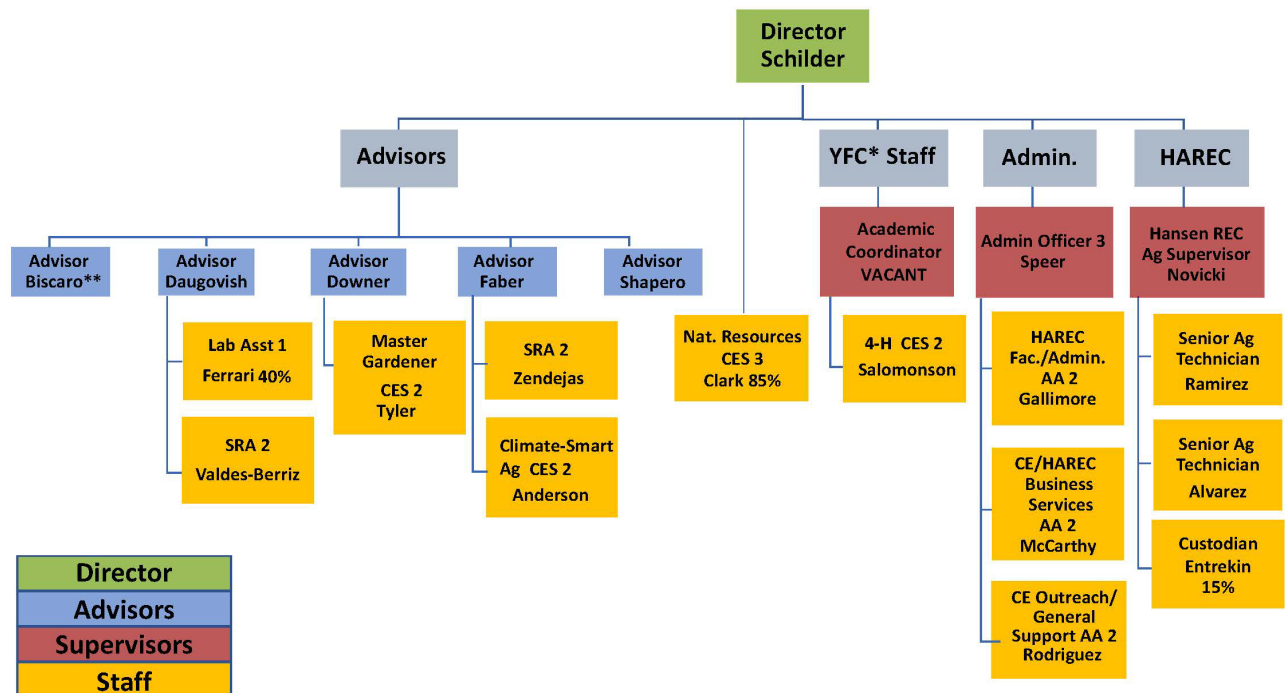 Director
Schilder
Advisors
YFC* Staff
Admin.
HAREC
Advisor
Biscaro**
Advisor
Daugovish
Advisor
Downer
Advisor
Faber
Advisor
Shapero
Academic
Coordinator
VACANT
Admin Officer 3
Speer
Hansen REC
Ag Supervisor
Novicki
Lab Asst 1
Ferrari 40%
SRA 2
Valdes-Berriz
Master
Gardener
CES 2
Tyler
SRA 2
Zendejas
Climate-Smart
Ag CES 2
Anderson
Nat. Resources
CES 3
Clark 85%
4-H CES 2
Salomonson
HAREC
Fac./Admin.
AA 2
Gallimore
CE/HAREC
Business
Services
AA 2
McCarthy
CE Outreach/
General
Support AA 2
Rodriguez
Senior Ag
Technician
Ramirez
Senior Ag
Technician
Alvarez
Custodian
Entrekin
15%
Director
Advisors
Supervisors
Staff